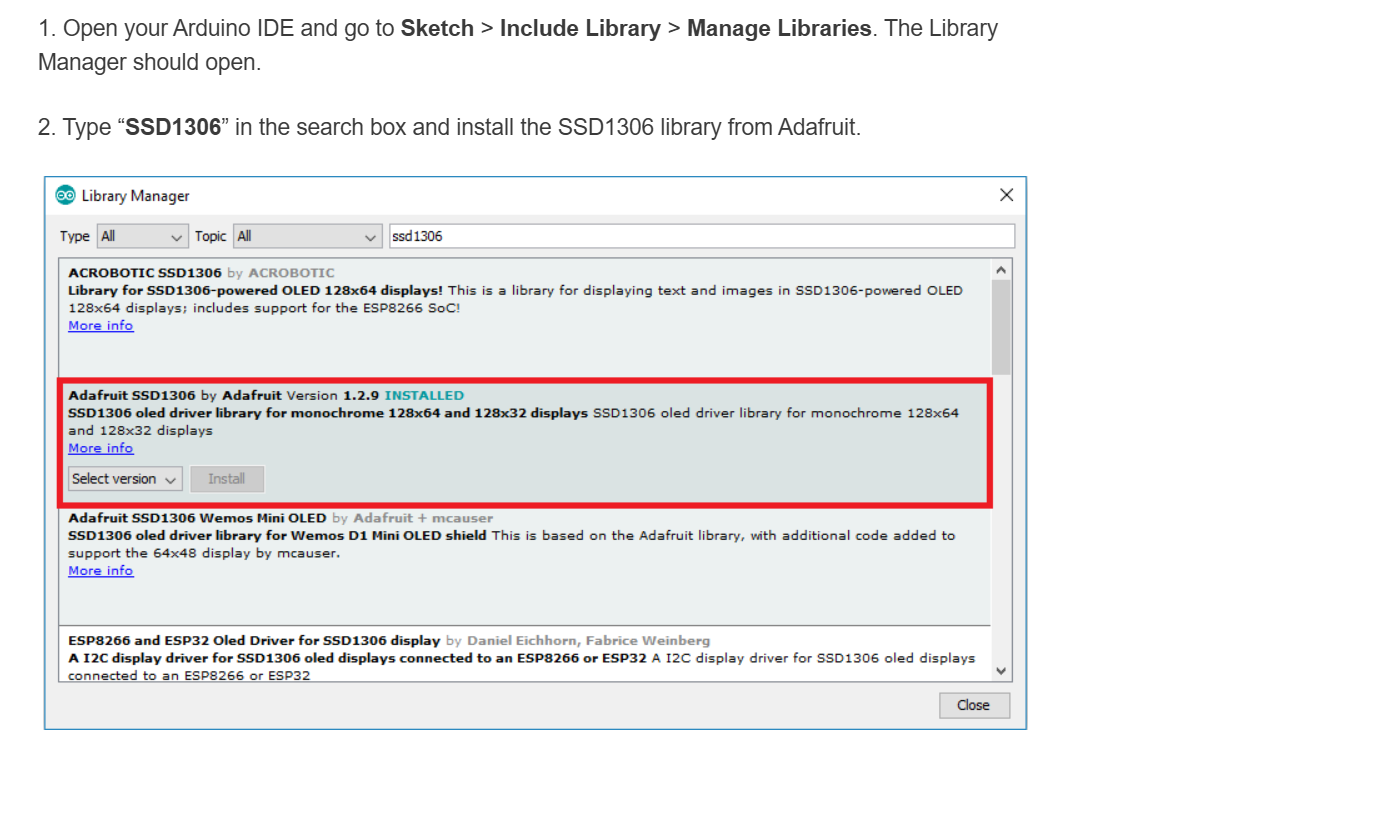 1. Open your Arduino IDE and go to Sketch > Include Library > Manage Libraries. The Library
Manager should open.
2. Type “SSD1306” in the search box and install the SSD1306 library from Adafruit.
Library Manager
Type All Topic All ssd1306
ACROBOTIC SSD1306 by ACROBOTIC
Library for SSD1306-powered OLED 128x64 displays! This is a library for displaying text and images in SSD1306-powered OLED
128x64 displays; includes support for the ESP8266 SoC!
More info
Adafruit SSD1306 by Adafruit Version 1.2.9 INSTALLED
SSD1306 oled driver library for monochrome 128x64 and 128x32 displays SSD1306 oled driver library for monochrome 128x64
and 128x32 displays
More info
Select version Install
Adafruit SSD1306 Wemos Mini OLED by Adafruit + mcauser
SSD1306 oled driver library for Wemos D1 Mini OLED shield This is based on the Adafruit library, with additional code added to
support the 64x48 display by mcauser.
More info
ESP8266 and ESP32 Oled Driver for SSD1306 display by Daniel Eichhorn, Fabrice Weinberg
A I2C display driver for SSD1306 oled displays connected to an ESP8266 or ESP32 A I2C display driver for SSD1306 oled displays
connected to an ESP8266 or ESP32
Close